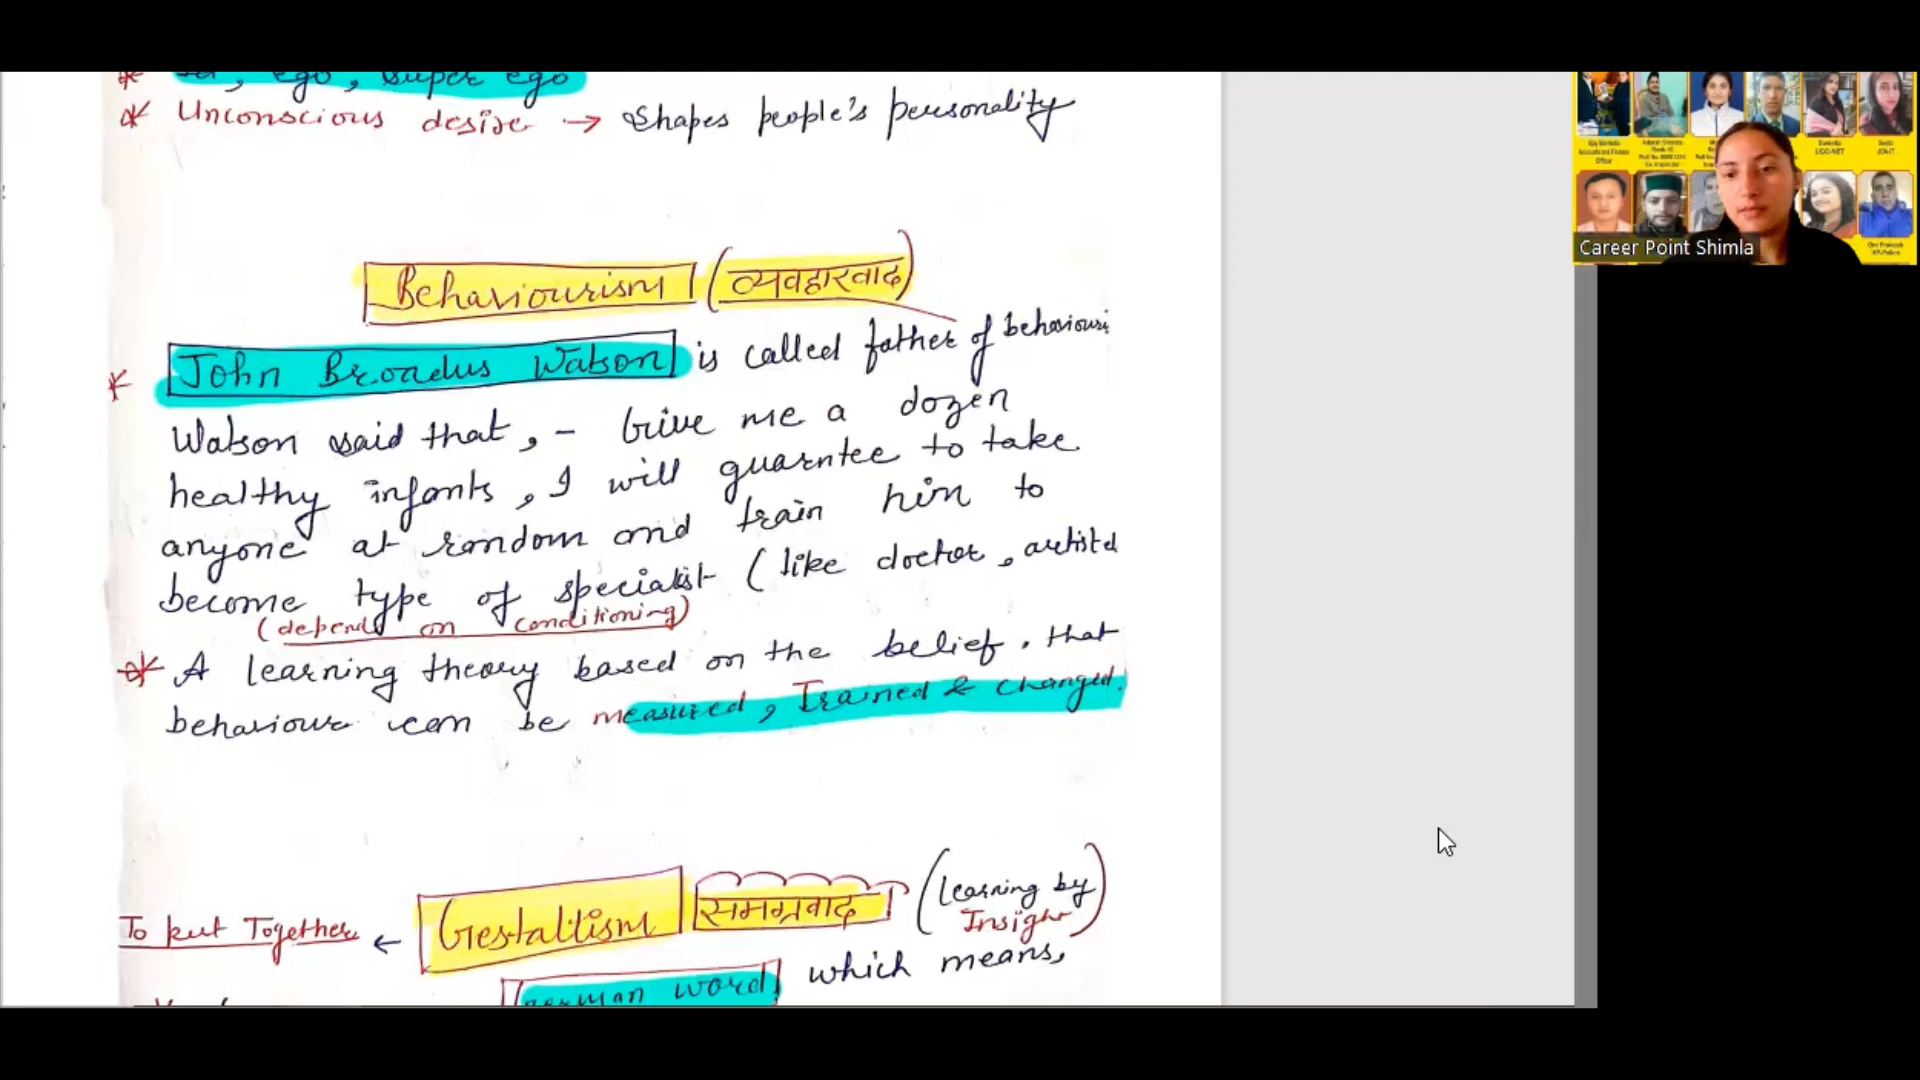 ego, super ego
* Unconscious desire → Shapes people's personality
Behaviourism (व्यवहारवाद)
* John Broadus Watson is called father of behaviouri
Watson said that, - Give me a dozen
healthy infants, I will guarntee to take
anyone at random and train him to
become type of specialist (like doctor, artist
(depend on conditioning)
* A learning theory based on the belief. that
behaviour can be measured, Trained & changed.
To put Together ← Gestaltism समग्रवाद (learning by
Insight)
German word which means,
Career Point Shimla